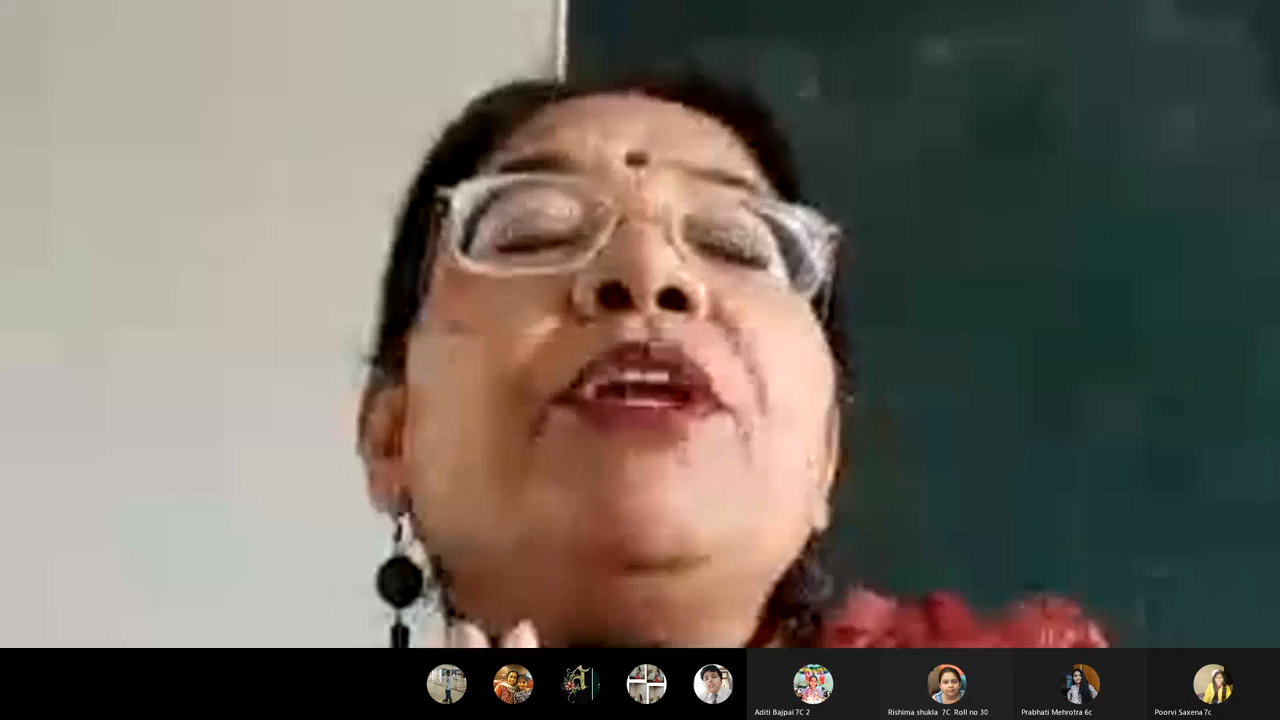 Aditi Bajpai 7C 2
Rishima shukla 7C Roll no 30
Prabhati Mehrotra 6c
Poorvi Saxena 7c